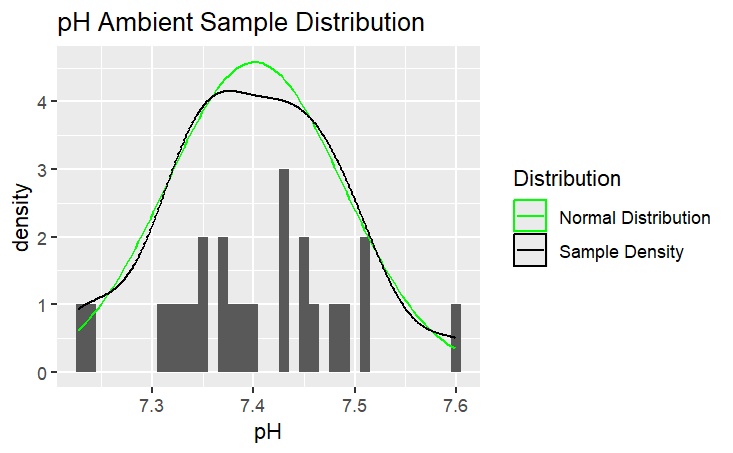 pH Ambient Sample Distribution
density
4
3
2
1
0
7.3
7.4
7.5
7.6
pH
Distribution
Normal Distribution
Sample Density